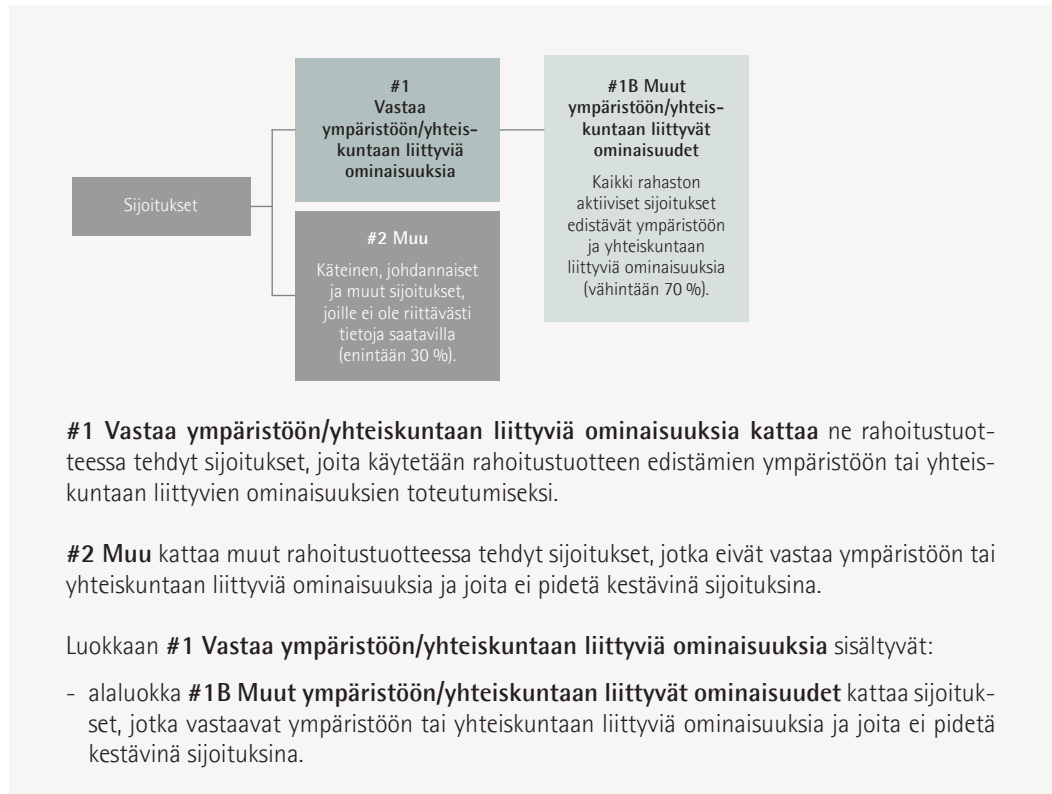 #1
Vastaa
ympäristöön/yhteis-
kuntaan liittyviä
ominaisuuksia
#1B Muut
ympäristöön/yhteis-
kuntaan liittyvät
ominaisuudet
Kaikki rahaston
aktiiviset sijoitukset
edistävät ympäristöön
ja yhteiskuntaan
liittyviä ominaisuuksia
(vähintään 70 %).
Sijoitukset
#2 Muu
Käteinen, johdannaiset
ja muut sijoitukset,
joille ei ole riittävästi
tietoja saatavilla
(enintään 30 %).
#1 Vastaa ympäristöön/yhteiskuntaan liittyviä ominaisuuksia kattaa ne rahoitustuot-
teessa tehdyt sijoitukset, joita käytetään rahoitustuotteen edistämien ympäristöön tai yhteis-
kuntaan liittyvien ominaisuuksien toteutumiseksi.
#2 Muu kattaa muut rahoitustuotteessa tehdyt sijoitukset, jotka eivät vastaa ympäristöön tai
yhteiskuntaan liittyviä ominaisuuksia ja joita ei pidetä kestävinä sijoituksina.
Luokkaan #1 Vastaa ympäristöön/yhteiskuntaan liittyviä ominaisuuksia sisältyvät:
- alaluokka #1B Muut ympäristöön/yhteiskuntaan liittyvät ominaisuudet kattaa sijoituk-
set, jotka vastaavat ympäristöön tai yhteiskuntaan liittyviä ominaisuuksia ja joita ei pidetä
kestävinä sijoituksina.